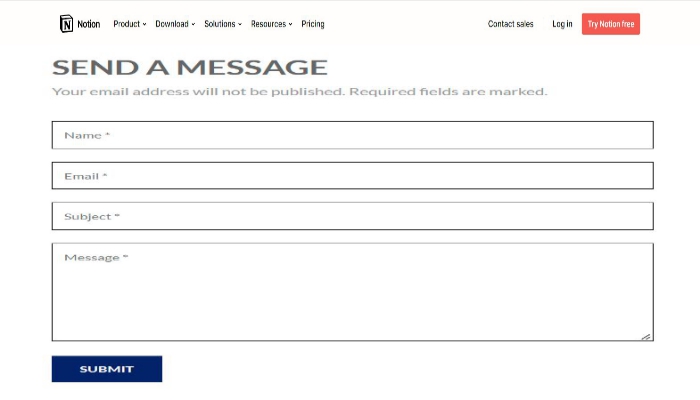 Notion Product Download Solutions Resources Pricing Contact sales Log in Try Notion free
SEND A MESSAGE
Your email address will not be published. Required fields are marked.
Name *
Email *
Subject *
Message *
SUBMIT